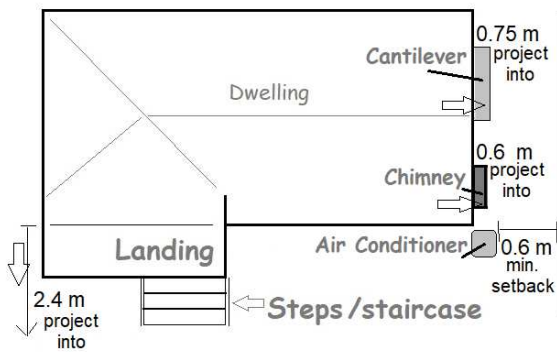 0.75 m
project
into
Cantilever
Dwelling
0.6 m
project
into
Chimney
Landing
Air Conditioner
0.6 m
min.
setback
2.4 m
project
into
Steps/staircase